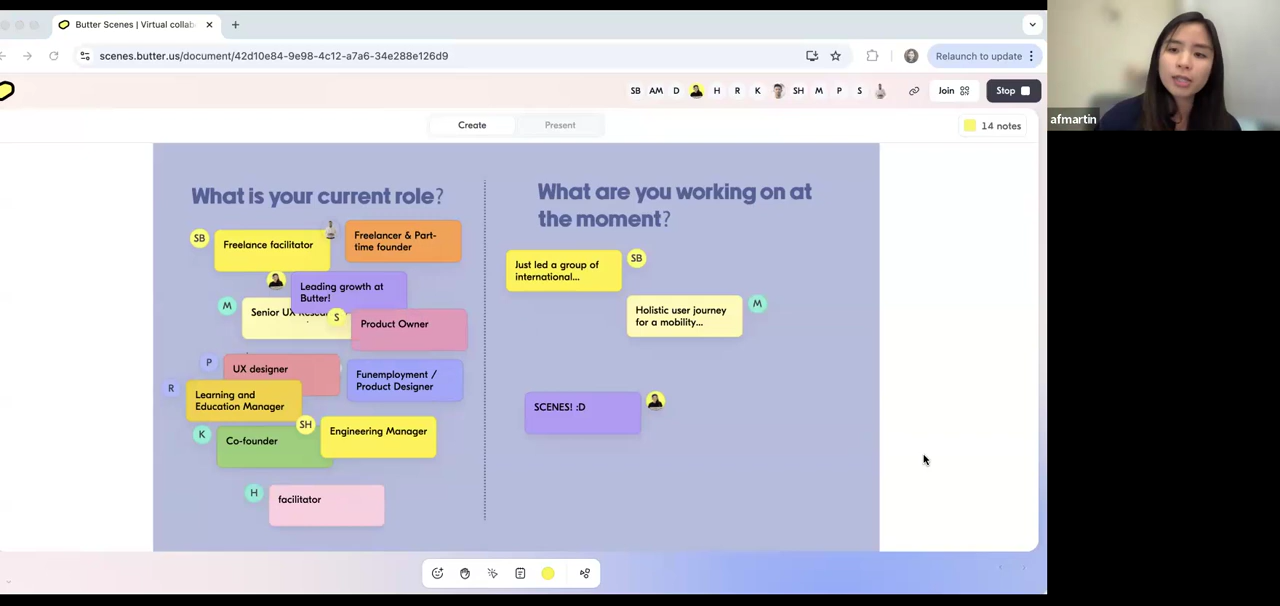 Butter Scenes | Virtual collab
scenes.butter.us/document/42d10e84-9e98-4c12-a7a6-34e288e126d9
Relaunch to update
SB AM D H R K SH M P S
Join
Stop
Create
Present
14 notes
afmartin
What is your current role?
SB
Freelance facilitator
Freelancer & Part-
time founder
Leading growth at
Butter!
M
Senior UX
S
Product Owner
P
UX designer
Funemployment /
Product Designer
R
Learning and
Education Manager
SH
Engineering Manager
K
Co-founder
H
facilitator
What are you working on at
the moment?
Just led a group of
international...
SB
Holistic user journey
for a mobility...
M
SCENES! :D